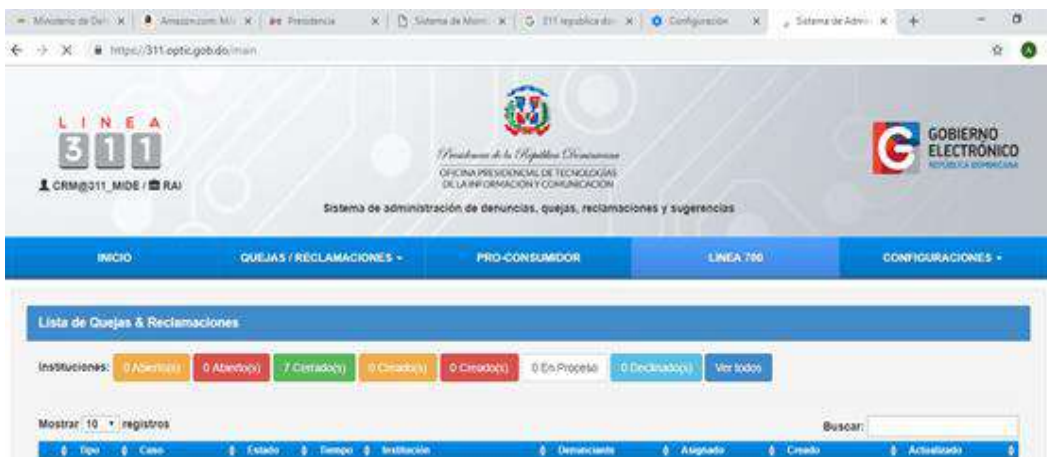 Ministerio de Def
Amazon.com: Mi
Presidencia
Sistema de Moni
311 republica do
Configuración
Sistema de Admi
https://311.optic.gob.do/main
A
LINEA
311
CRM@311_MIDE / RAI
Presidencia de la República Dominicana
OFICINA PRESIDENCIAL DE TECNOLOGÍAS
DE LA INFORMACIÓN Y COMUNICACIÓN
GOBIERNO
ELECTRÓNICO
REPÚBLICA DOMINICANA
Sistema de administración de denuncias, quejas, reclamaciones y sugerencias
INICIO QUEJAS / RECLAMACIONES PRO-CONSUMIDOR LINEA 700 CONFIGURACIONES
Lista de Quejas & Reclamaciones
Instituciones: 0 Abierto(s) 0 Abierto(s) 7 Cerrado(s) 0 Creado(s) 0 Creado(s) 0 En Proceso 0 Declinado(s) Ver todos
Mostrar 10 registros
Buscar:
Tipo Caso Estado Tiempo Institución Denunciante Asignado Creado Actualizado